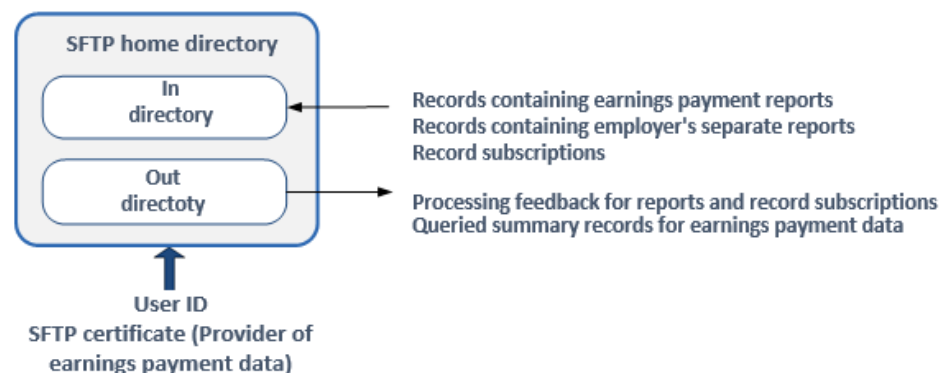 SFTP home directory
In
directory
Out
directoty
Records containing earnings payment reports
Records containing employer's separate reports
Record subscriptions
Processing feedback for reports and record subscriptions
Queried summary records for earnings payment data
User ID
SFTP certificate (Provider of
earnings payment data)